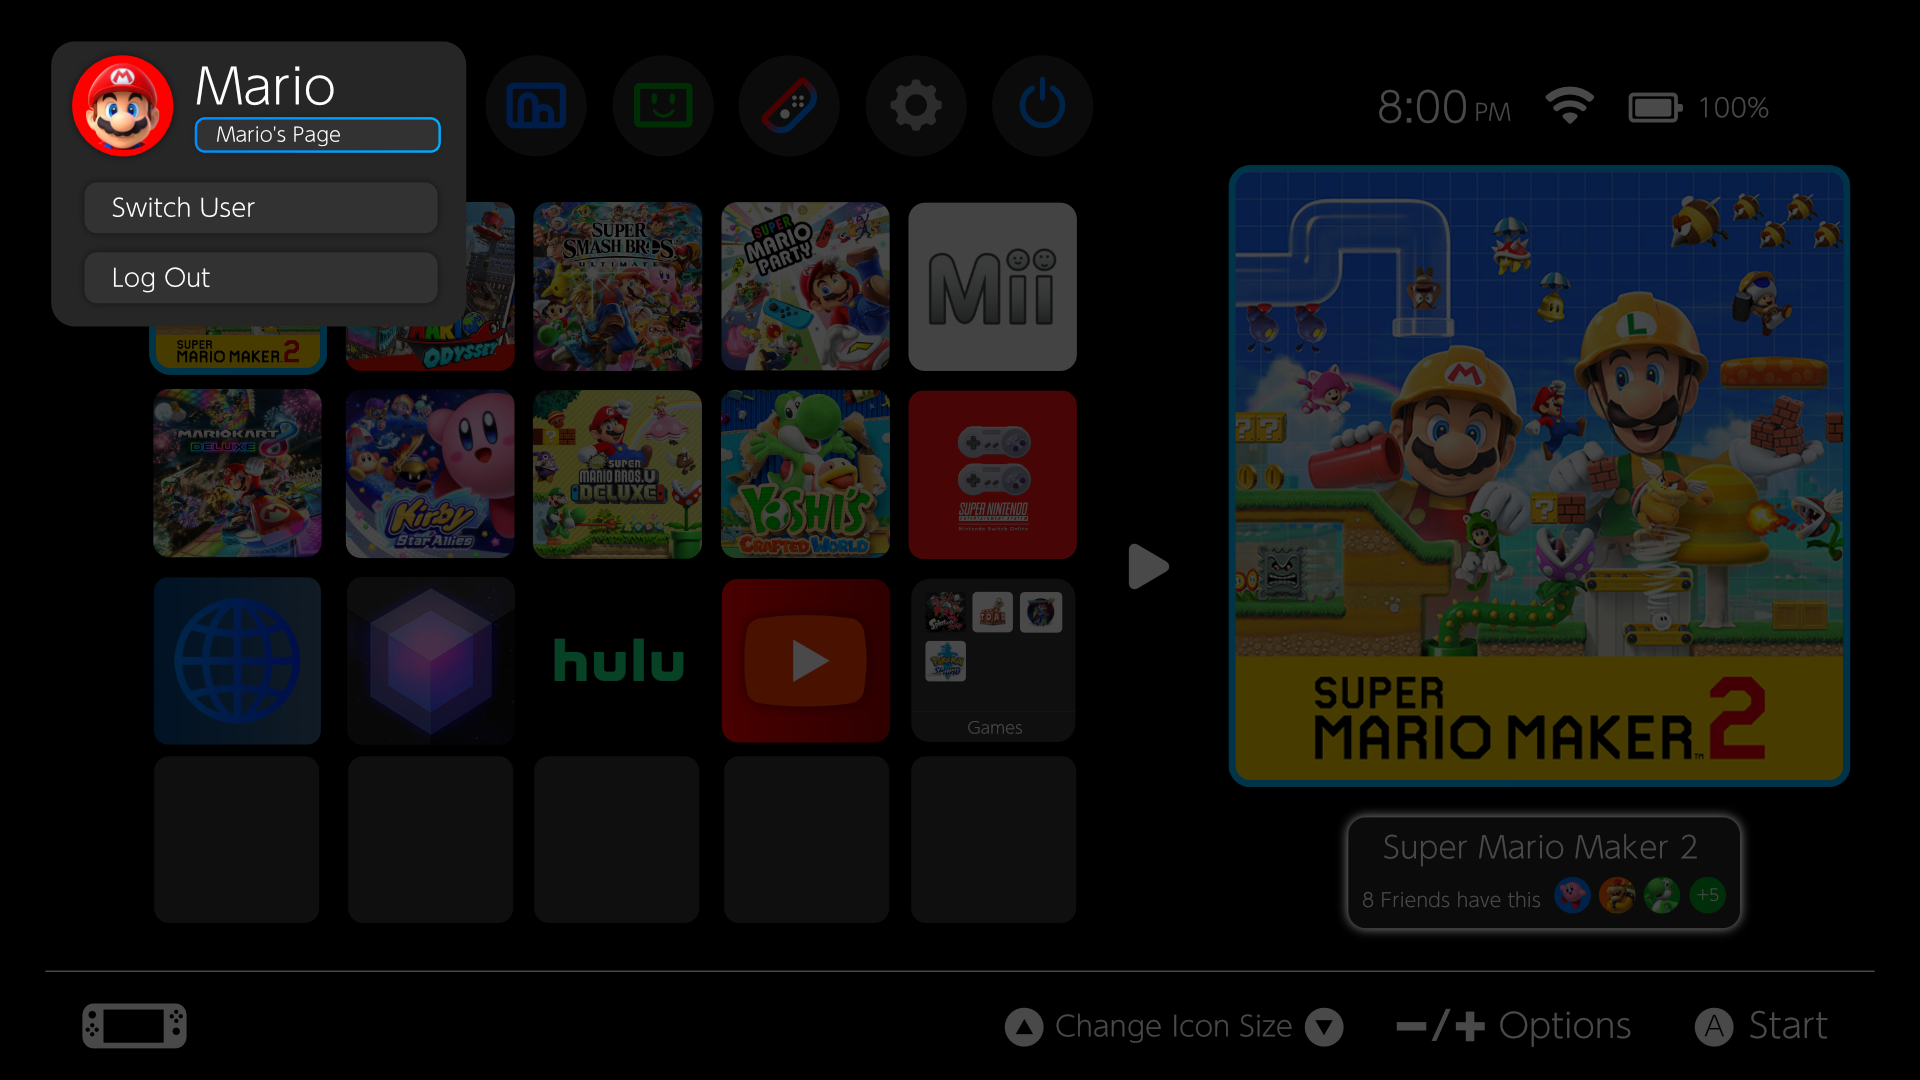 Mario
Mario's Page
Switch User
Log Out
8:00 PM
100%
SUPER
MARIO MAKER 2
MARIO
ODYSSEY
SUPER
SMASH BROS.
ULTIMATE
SUPER
MARIO
PARTY
Mii
MARIOKART 8
DELUXE
Kirby
Star Allies
SUPER
MARIO BROS. U
DELUXE
YOSHI'S
CRAFTED WORLD
SUPER NINTENDO
ENTERTAINMENT SYSTEM
Nintendo Switch Online
hulu
Games
SUPER
MARIO MAKER 2
Super Mario Maker 2
8 Friends have this
+5
Change Icon Size
−/+ Options
A Start